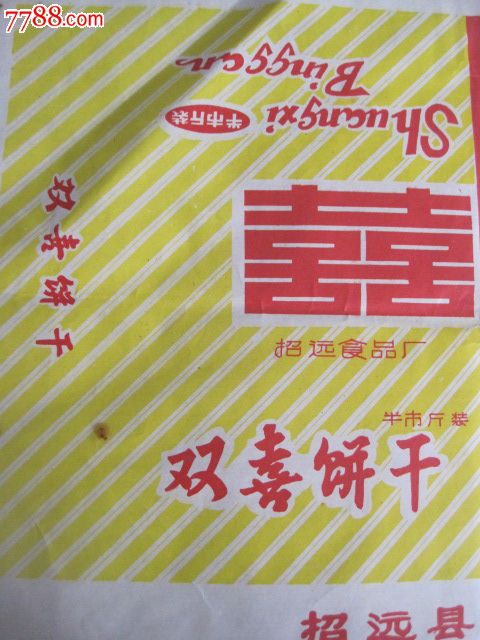 7788.com
Shuangxi
Binggan
半市斤装
双喜饼干
囍
招远食品厂
半市斤装
双喜饼干
招远县